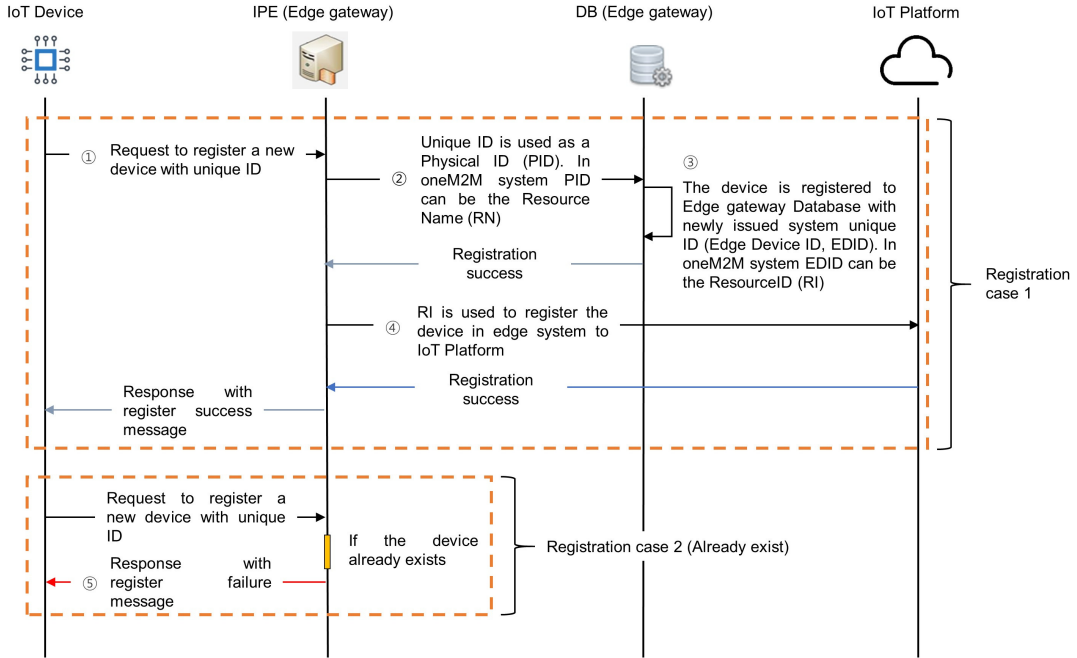 IoT Device
IPE (Edge gateway)
DB (Edge gateway)
IoT Platform
①
Request to register a new
device with unique ID
②
Unique ID is used as a
Physical ID (PID). In
oneM2M system PID
can be the Resource
Name (RN)
③
The device is registered to
Edge gateway Database with
newly issued system unique
ID (Edge Device ID, EDID). In
oneM2M system EDID can be
the ResourceID (RI)
Registration
success
④
RI is used to register the
device in edge system to
IoT Platform
Registration
success
Response with
register success
message
Registration
case 1
Request to register a
new device with unique
ID
If the device
already exists
⑤
Response with
register failure
message
Registration case 2 (Already exist)